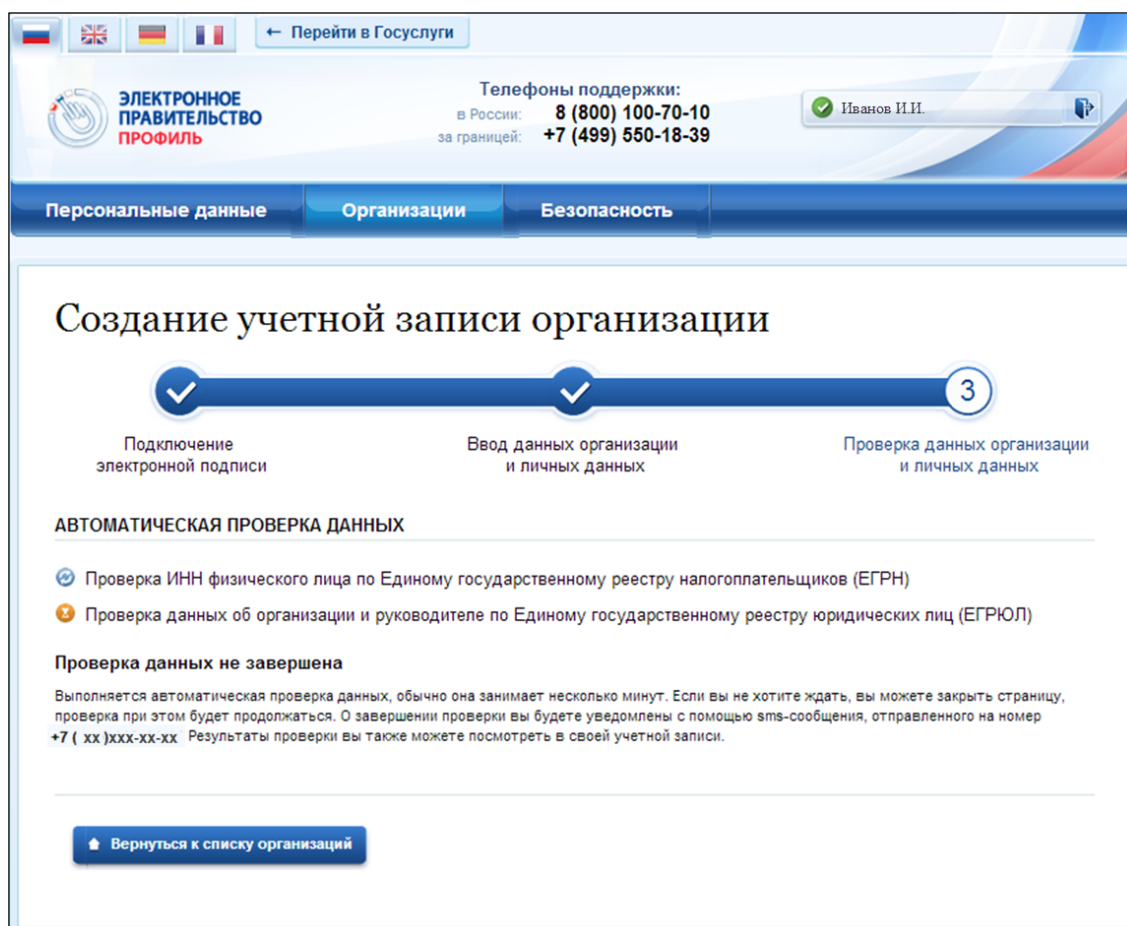 ← Перейти в Госуслуги
ЭЛЕКТРОННОЕ
ПРАВИТЕЛЬСТВО
ПРОФИЛЬ
Телефоны поддержки:
в России: 8 (800) 100-70-10
за границей: +7 (499) 550-18-39
Иванов И.И.
Персональные данные Организации Безопасность
Создание учетной записи организации
3
Подключение
электронной подписи
Ввод данных организации
и личных данных
Проверка данных организации
и личных данных
АВТОМАТИЧЕСКАЯ ПРОВЕРКА ДАННЫХ
Проверка ИНН физического лица по Единому государственному реестру налогоплательщиков (ЕГРН)
Проверка данных об организации и руководителе по Единому государственному реестру юридических лиц (ЕГРЮЛ)
Проверка данных не завершена
Выполняется автоматическая проверка данных, обычно она занимает несколько минут. Если вы не хотите ждать, вы можете закрыть страницу,
проверка при этом будет продолжаться. О завершении проверки вы будете уведомлены с помощью sms-сообщения, отправленного на номер
+7 ( xx )xxx-xx-xx Результаты проверки вы также можете посмотреть в своей учетной записи.
Вернуться к списку организаций